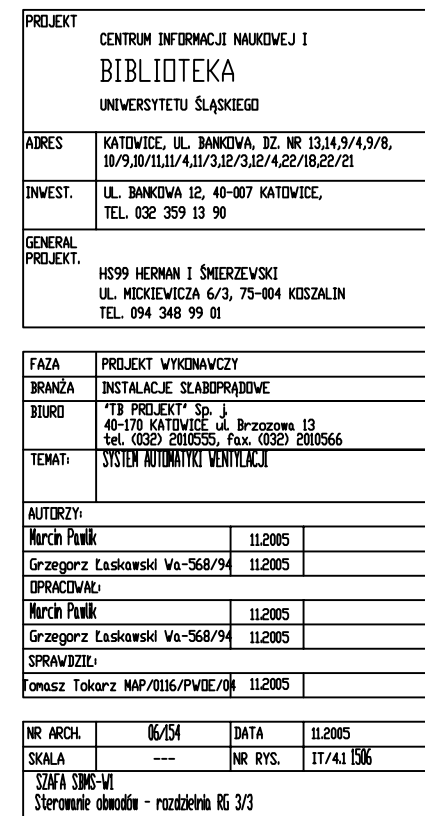 PROJEKT
CENTRUM INFORMACJI NAUKOWEJ I
BIBLIOTEKA
UNIWERSYTETU ŚLĄSKIEGO
ADRES
KATOWICE, UL. BANKOWA, DZ. NR 13,14,9/4,9/8,
10/9,10/11,11/4,11/3,12/3,12/4,22/18,22/21
INWEST.
UL. BANKOWA 12, 40-007 KATOWICE,
TEL. 032 359 13 90
GENERAL
PROJEKT.
HS99 HERMAN I ŚMIERZEWSKI
UL. MICKIEWICZA 6/3, 75-004 KOSZALIN
TEL. 094 348 99 01
FAZA PROJEKT WYKONAWCZY
BRANŻA INSTALACJE SŁABOPRĄDOWE
BIURO "TB PROJEKT" Sp. j.
40-170 KATOWICE ul. Brzozowa 13
tel. (032) 2010555, fax. (032) 2010566
TEMAT: SYSTEM AUTOMATYKI WENTYLACJI
AUTORZY:
Marcin Pawlik 11.2005
Grzegorz Łaskawski Wa-568/94 11.2005
OPRACOWAŁ:
Marcin Pawlik 11.2005
Grzegorz Łaskawski Wa-568/94 11.2005
SPRAWDZIŁ:
Tomasz Tokarz MAP/0116/PWOE/04 11.2005
NR ARCH. 06/154 DATA 11.2005
SKALA --- NR RYS. IT/4.1 1506
SZAFA SBMS-W1
Sterowanie obwodów - rozdzielnia RG 3/3